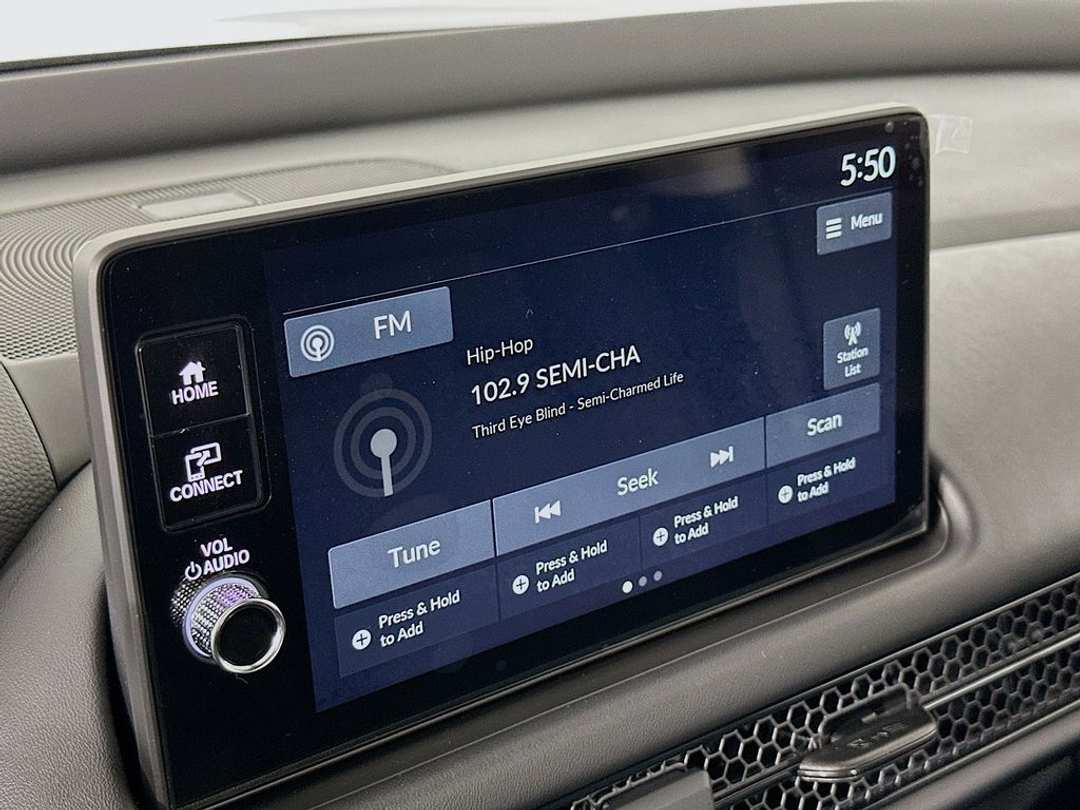 5:50
Menu
FM
Hip-Hop
102.9 SEMI-CHA
Third Eye Blind - Semi-Charmed Life
Station
List
HOME
CONNECT
VOL
AUDIO
Tune
Seek
Scan
Press & Hold
to Add
Press & Hold
to Add
Press & Hold
to Add
Press & Hold
to Add